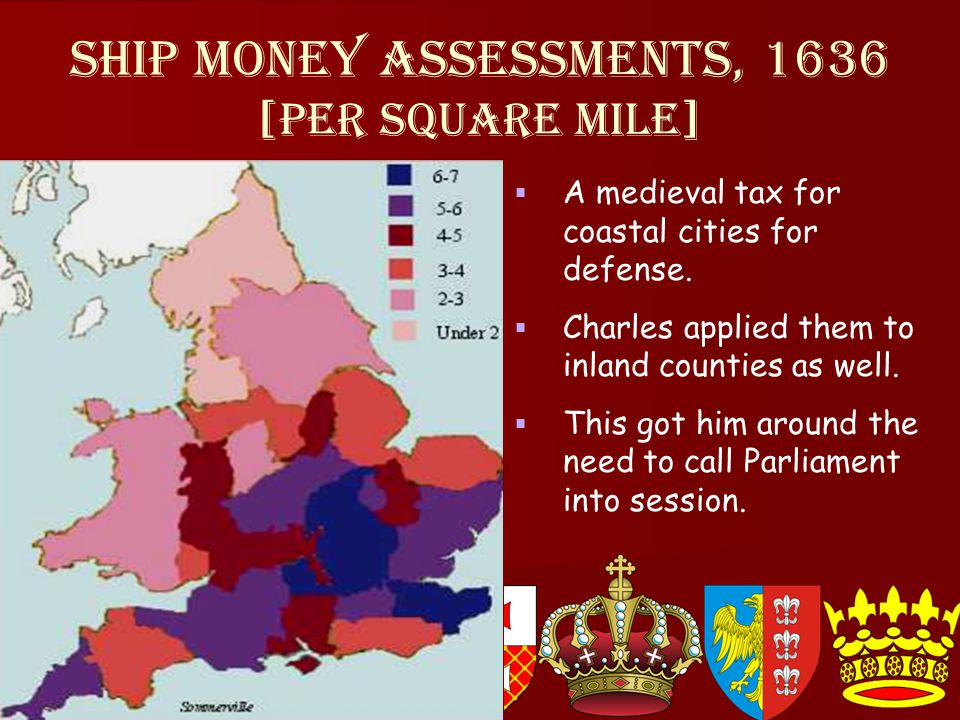 SHIP MONEY ASSESSMENTS, 1636
[PER SQUARE MILE]
6-7
5-6
4-5
3-4
2-3
Under 2
Sommerville
▪ A medieval tax for
coastal cities for
defense.
▪ Charles applied them to
inland counties as well.
▪ This got him around the
need to call Parliament
into session.